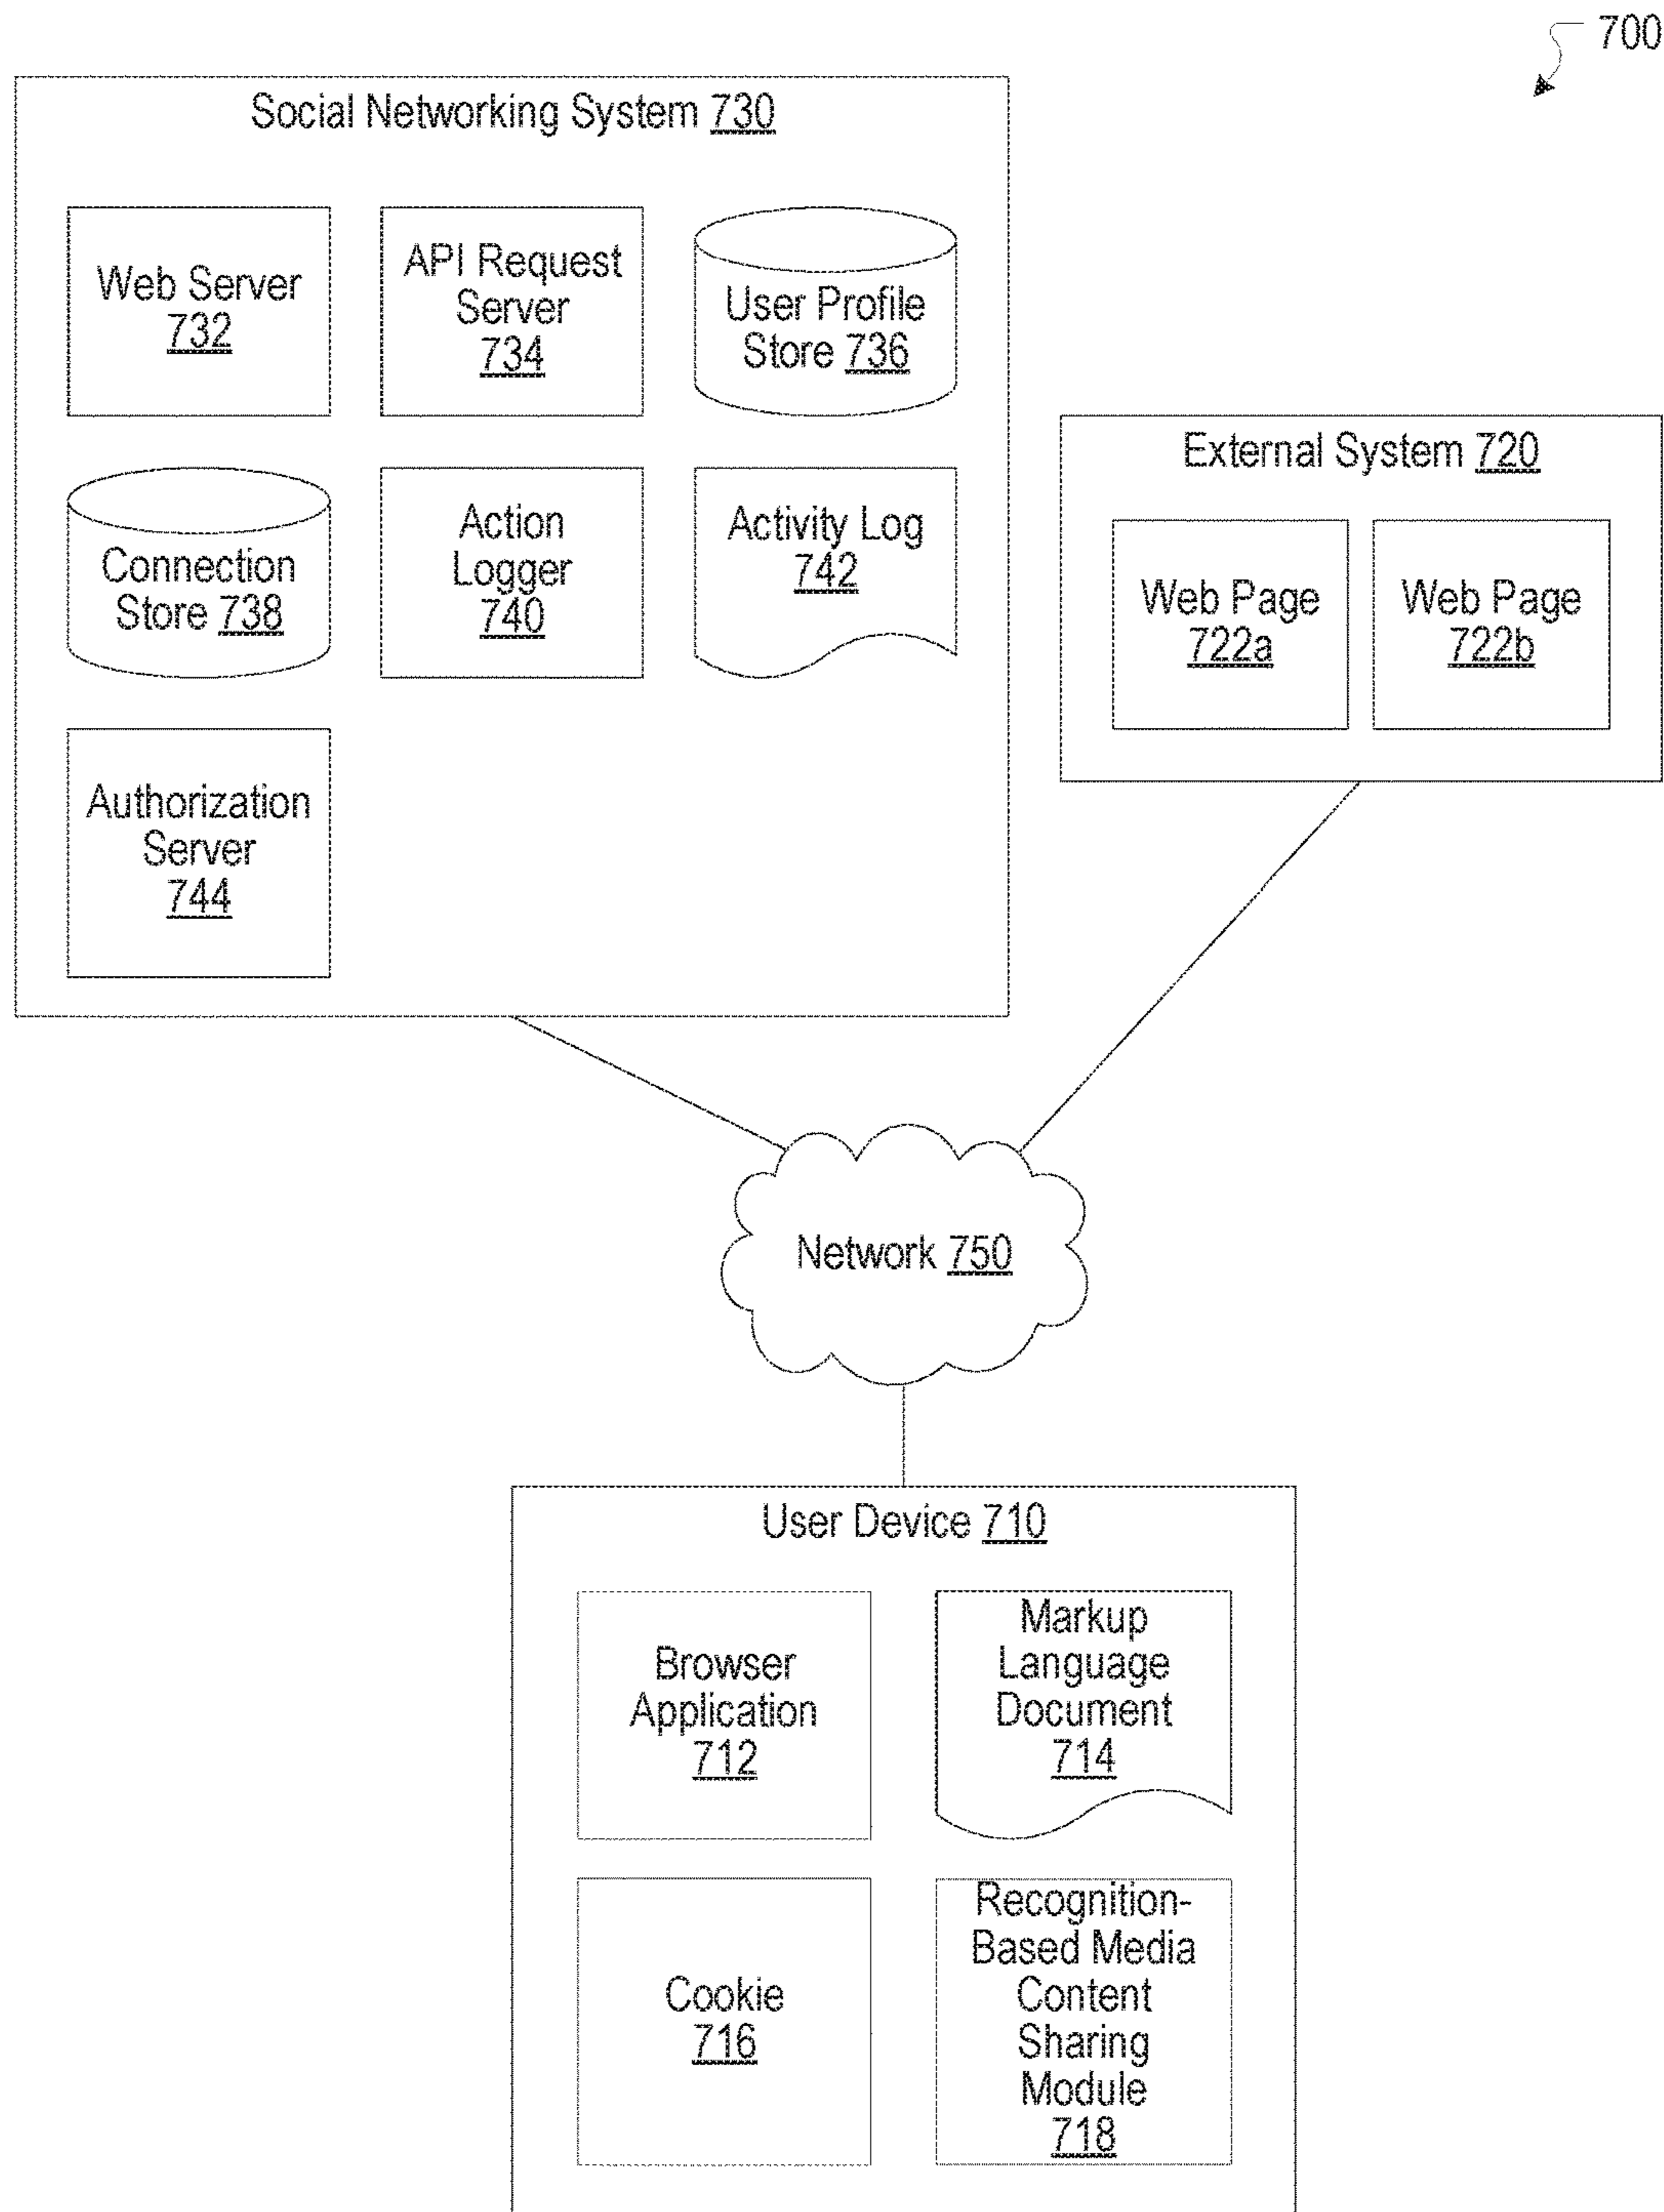 700
Social Networking System 730
Web Server
732
API Request
Server
734
User Profile
Store 736
Connection
Store 738
Action
Logger
740
Activity Log
742
Authorization
Server
744
External System 720
Web Page
722a
Web Page
722b
Network 750
User Device 710
Browser
Application
712
Markup
Language
Document
714
Cookie
716
Recognition-
Based Media
Content
Sharing
Module
718